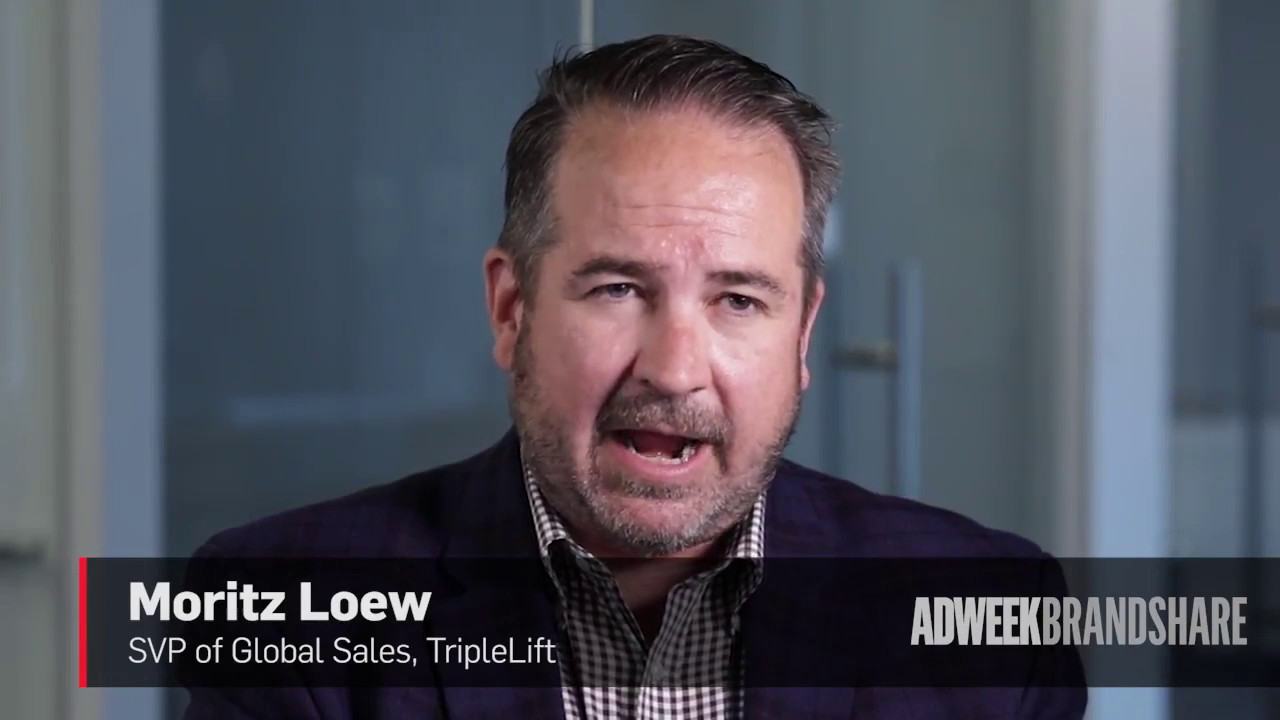 Moritz Loew
SVP of Global Sales, TripleLift
ADWEEKBRANDSHARE